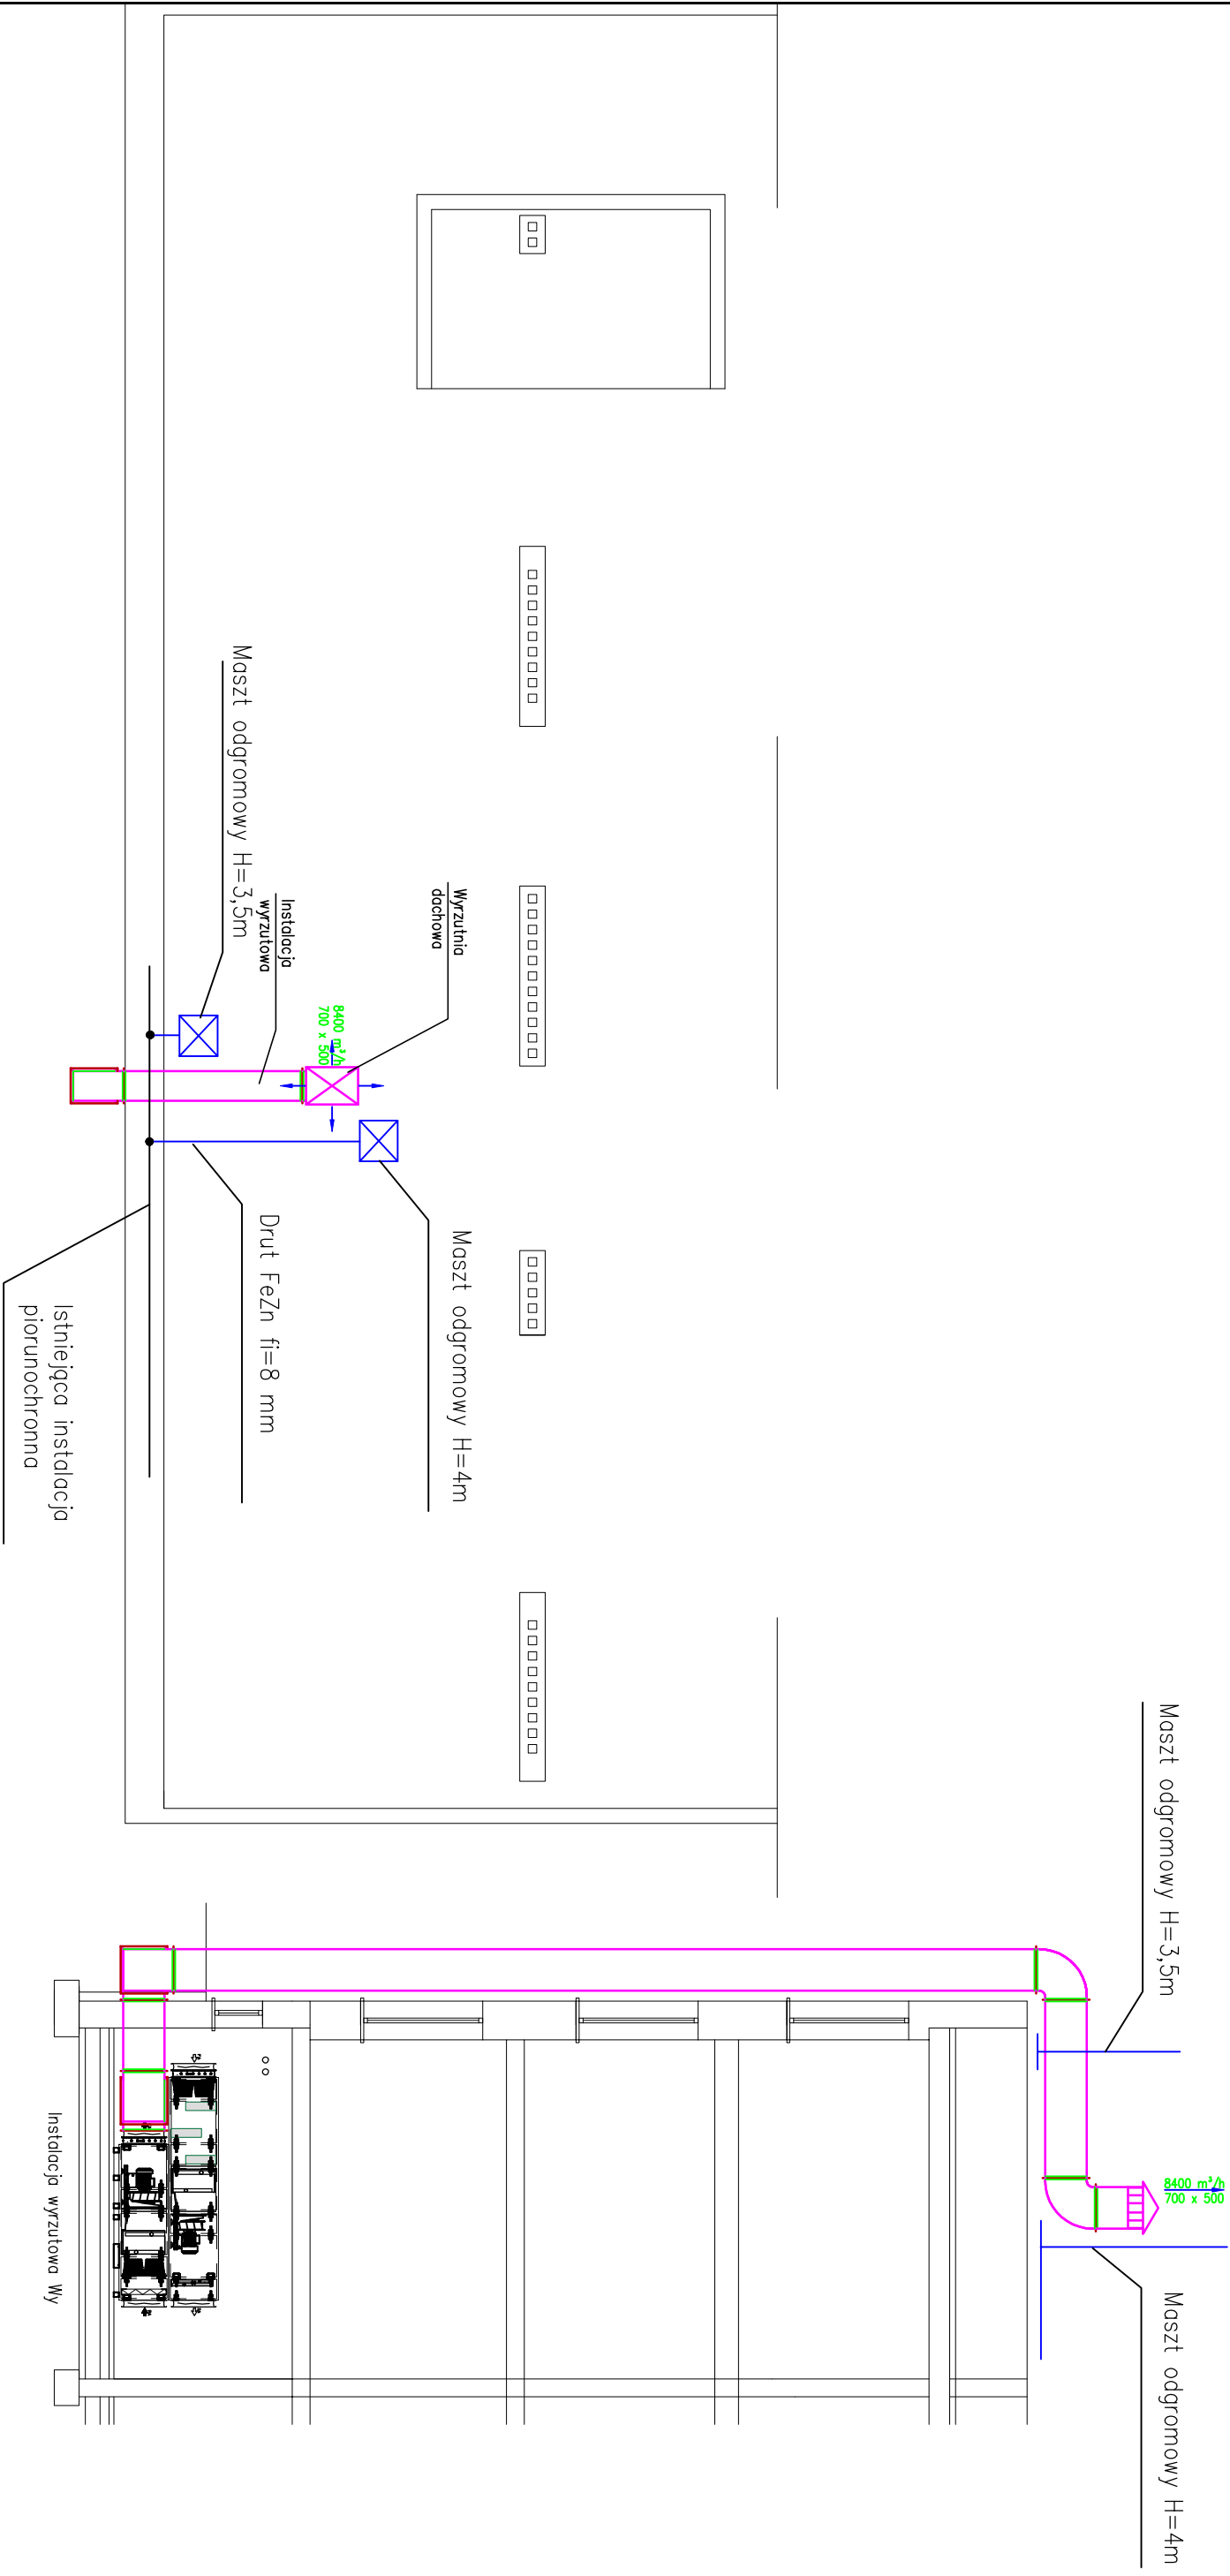 Maszt odgromowy H=3,5m
Instalacja
wyrzutowa
Wyrzutnia
dachowa
8400 m³/h
700 x 500
Maszt odgromowy H=4m
Drut FeZn fi=8 mm
Istniejąca instalacja
piorunochronna
Maszt odgromowy H=3,5m
8400 m³/h
700 x 500
Maszt odgromowy H=4m
Instalacja wyrzutowa Wy